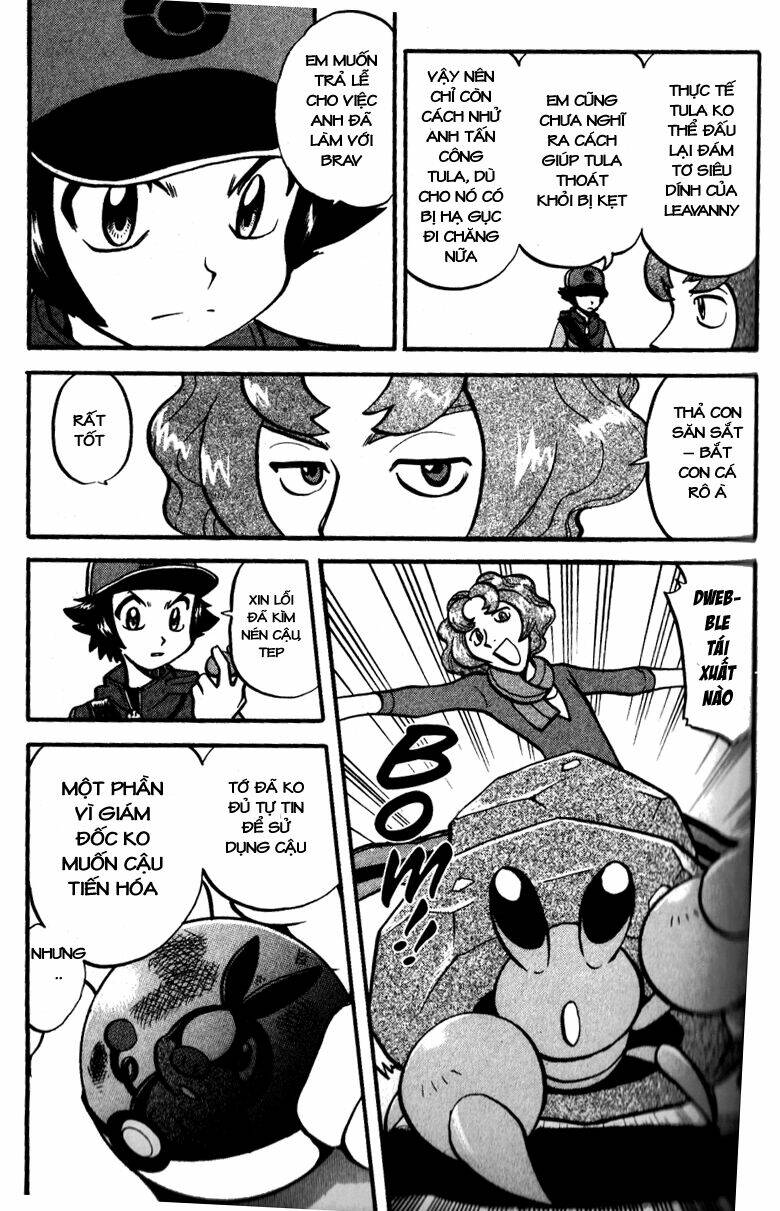 THỰC TẾ
TULA KO
THỂ ĐẤU
LẠI ĐÁM
TƠ SIÊU
DÍNH CỦA
LEAVANNY
EM CŨNG
CHƯA NGHĨ
RA CÁCH
GIÚP TULA
THOÁT
KHỎI BỊ KẸT
VẬY NÊN
CHỈ CÒN
CÁCH NHỬ
ANH TẤN
CÔNG
TULA, DÙ
CHO NÓ CÓ
BỊ HẠ GỤC
ĐI CHĂNG
NỮA
EM MUỐN
TRẢ LỄ
CHO VIỆC
ANH ĐÃ
LÀM VỚI
BRAV
THẢ CON
SĂN SẮT
– BẮT
CON CÁ
RÔ À
RẤT
TỐT
DWEB-
BLE
TÁI
XUẤT
NÀO
BOM!!
XIN LỖI
ĐÃ KÌM
NÉN CẬU,
TEP
TỚ ĐÃ KO
ĐỦ TỰ TIN
ĐỂ SỬ
DỤNG CẬU
MỘT PHẦN
VÌ GIÁM
ĐỐC KO
MUỐN CẬU
TIẾN HÓA
NHƯNG
..